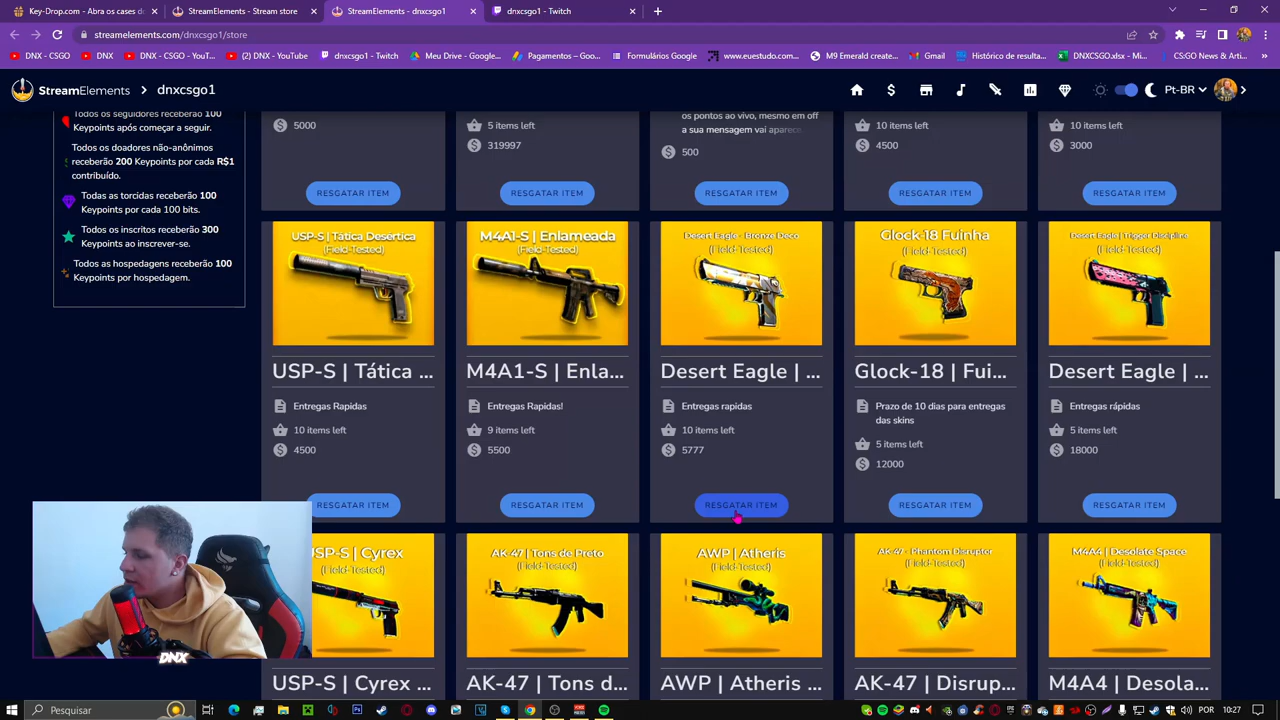 Key-Drop.com - Abra os cases d
StreamElements - Stream store
StreamElements - dnxcsgo1
dnxcsgo1 - Twitch
streamelements.com/dnxcsgo1/store
DNX - CSGO
DNX - CSGO - YouT...
(2) DNX - YouTube
dnxcsgo1 - Twitch
Meu Drive – Google...
Pagamentos – Goo...
Formulários Google
www.euestudo.com...
M9 Emerald create...
Gmail
Histórico de resulta...
DNXCSGO.xlsx - Mi...
CS:GO News & Arti...
StreamElements
dnxcsgo1
Pt-BR
Todos os seguidores receberão 100
Keypoints após começar a seguir.
Todos os doadores não-anônimos
receberão 200 Keypoints por cada R$1
contribuído.
Todas as torcidas receberão 100
Keypoints por cada 100 bits.
Todos os inscritos receberão 300
Keypoints ao inscrever-se.
Todas as hospedagens receberão 100
Keypoints por hospedagem.
5000
RESGATAR ITEM
5 items left
319997
RESGATAR ITEM
os pontos ao vivo, mesmo em off
a sua mensagem vai aparece...
500
RESGATAR ITEM
10 items left
4500
RESGATAR ITEM
10 items left
3000
RESGATAR ITEM
USP-S | Tática Desértica
(Field-Tested)
USP-S | Tática ...
Entregas Rapidas
10 items left
4500
RESGATAR ITEM
M4A1-S | Enlameada
(Field-Tested)
M4A1-S | Enla...
Entregas Rapidas!
9 items left
5500
RESGATAR ITEM
Desert Eagle - Bronze Deco
(Field-Tested)
Desert Eagle | ...
Entregas rapidas
10 items left
5777
RESGATAR ITEM
Glock-18 Fuinha
(Field-Tested)
Glock-18 | Fui...
Prazo de 10 dias para entregas
das skins
5 items left
12000
RESGATAR ITEM
Desert Eagle | Trigger Discipline
(Field-Tested)
Desert Eagle | ...
Entregas rápidas
5 items left
18000
RESGATAR ITEM
USP-S | Cyrex
(Field-Tested)
USP-S | Cyrex ...
AK-47 | Tons de Preto
(Field-Tested)
AK-47 | Tons d...
AWP | Atheris
(Field-Tested)
AWP | Atheris ...
AK-47 - Phantom Disruptor
(Field-Tested)
AK-47 | Disrup...
M4A4 | Desolate Space
(Field-Tested)
M4A4 | Desola...
DNX
Pesquisar
POR
10:27